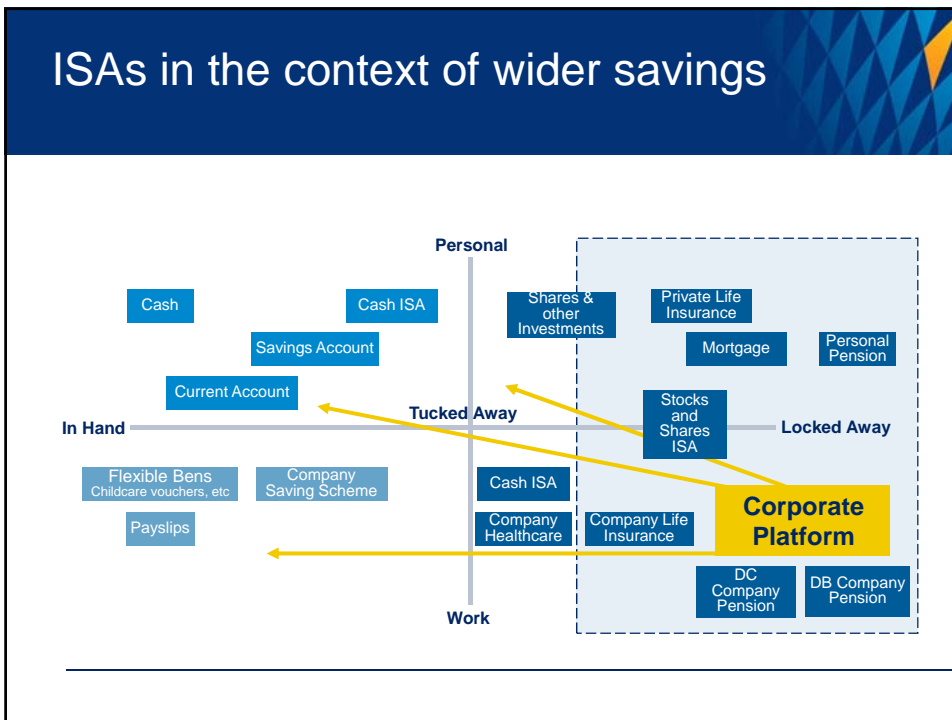 ISAs in the context of wider savings
Personal
Cash
Cash ISA
Shares &
other
Investments
Private Life
Insurance
Savings Account
Mortgage
Personal
Pension
Current Account
Tucked Away
Stocks
and
Shares
ISA
In Hand
Locked Away
Flexible Bens
Childcare vouchers, etc
Company
Saving Scheme
Cash ISA
Corporate
Platform
Payslips
Company
Healthcare
Company Life
Insurance
DC
Company
Pension
DB Company
Pension
Work